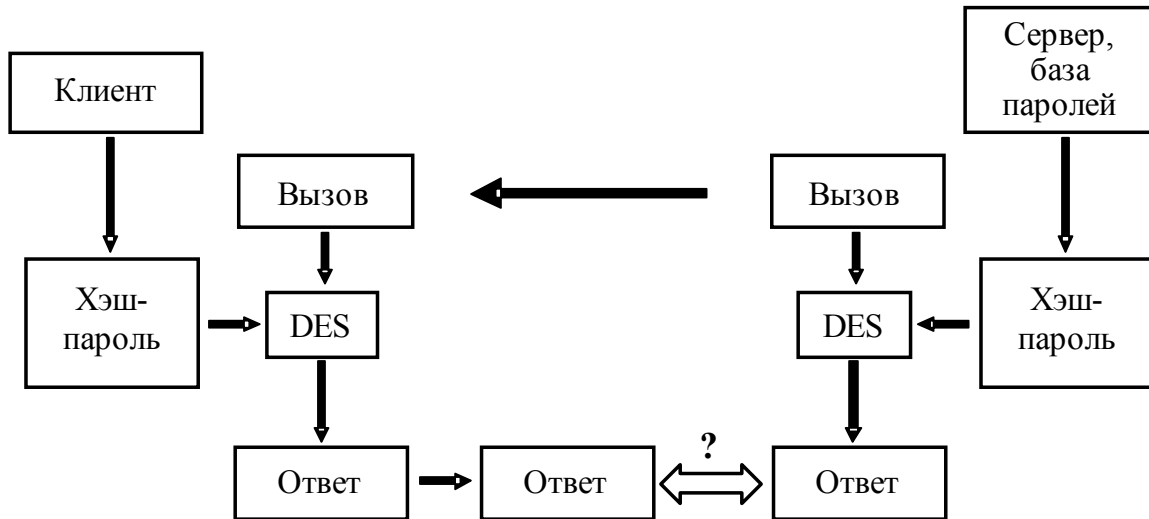 Клиент
Сервер,
база
паролей
Вызов
Вызов
Хэш-
пароль
DES
DES
Хэш-
пароль
?
Ответ
Ответ
Ответ